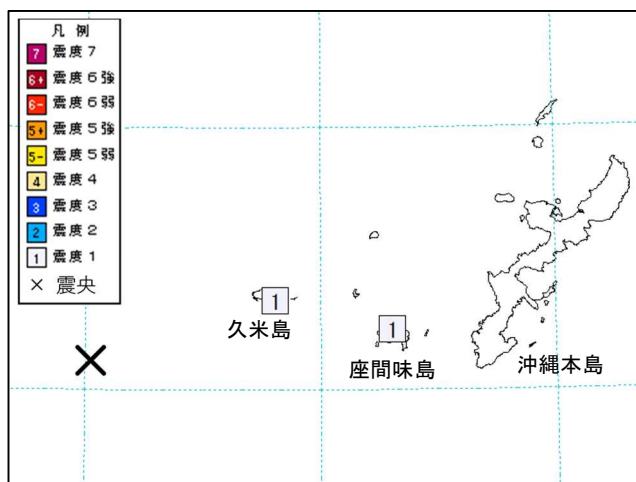 凡 例
7 震度７
6+ 震度６強
6- 震度６弱
5+ 震度５強
5- 震度５弱
4 震度４
3 震度３
2 震度２
1 震度１
× 震央
1
久米島
1
座間味島
沖縄本島